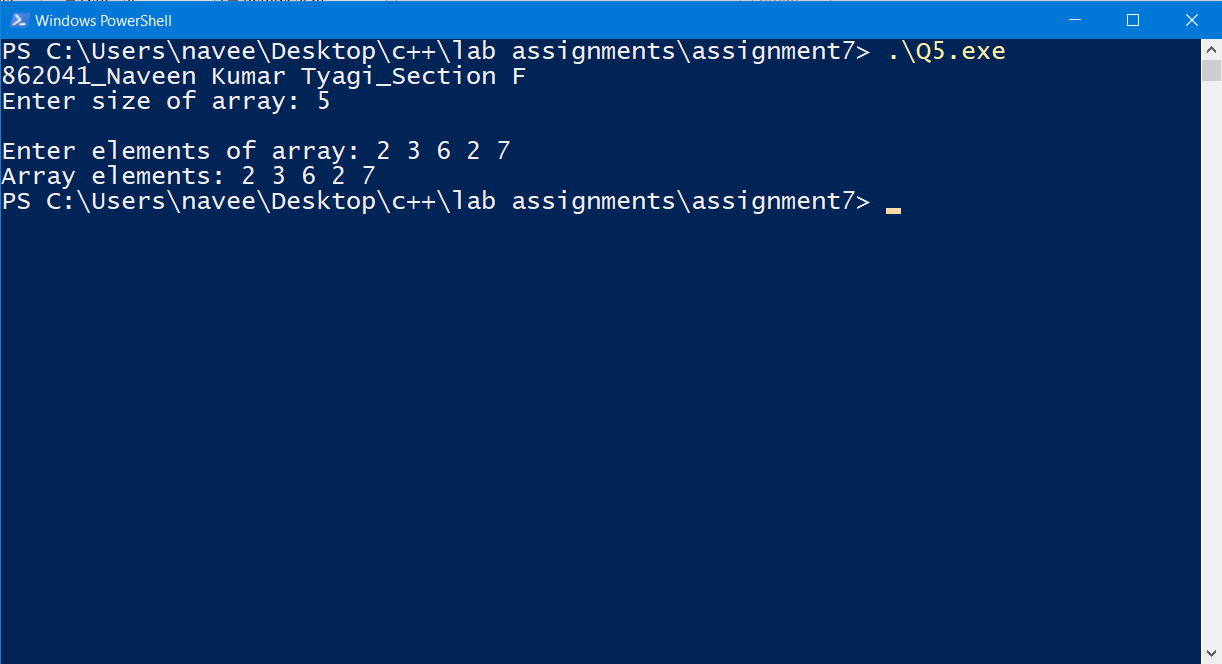 Windows PowerShell
PS C:\Users\navee\Desktop\c++\lab assignments\assignment7> .\Q5.exe
862041_Naveen Kumar Tyagi_Section F
Enter size of array: 5
Enter elements of array: 2 3 6 2 7
Array elements: 2 3 6 2 7
PS C:\Users\navee\Desktop\c++\lab assignments\assignment7>